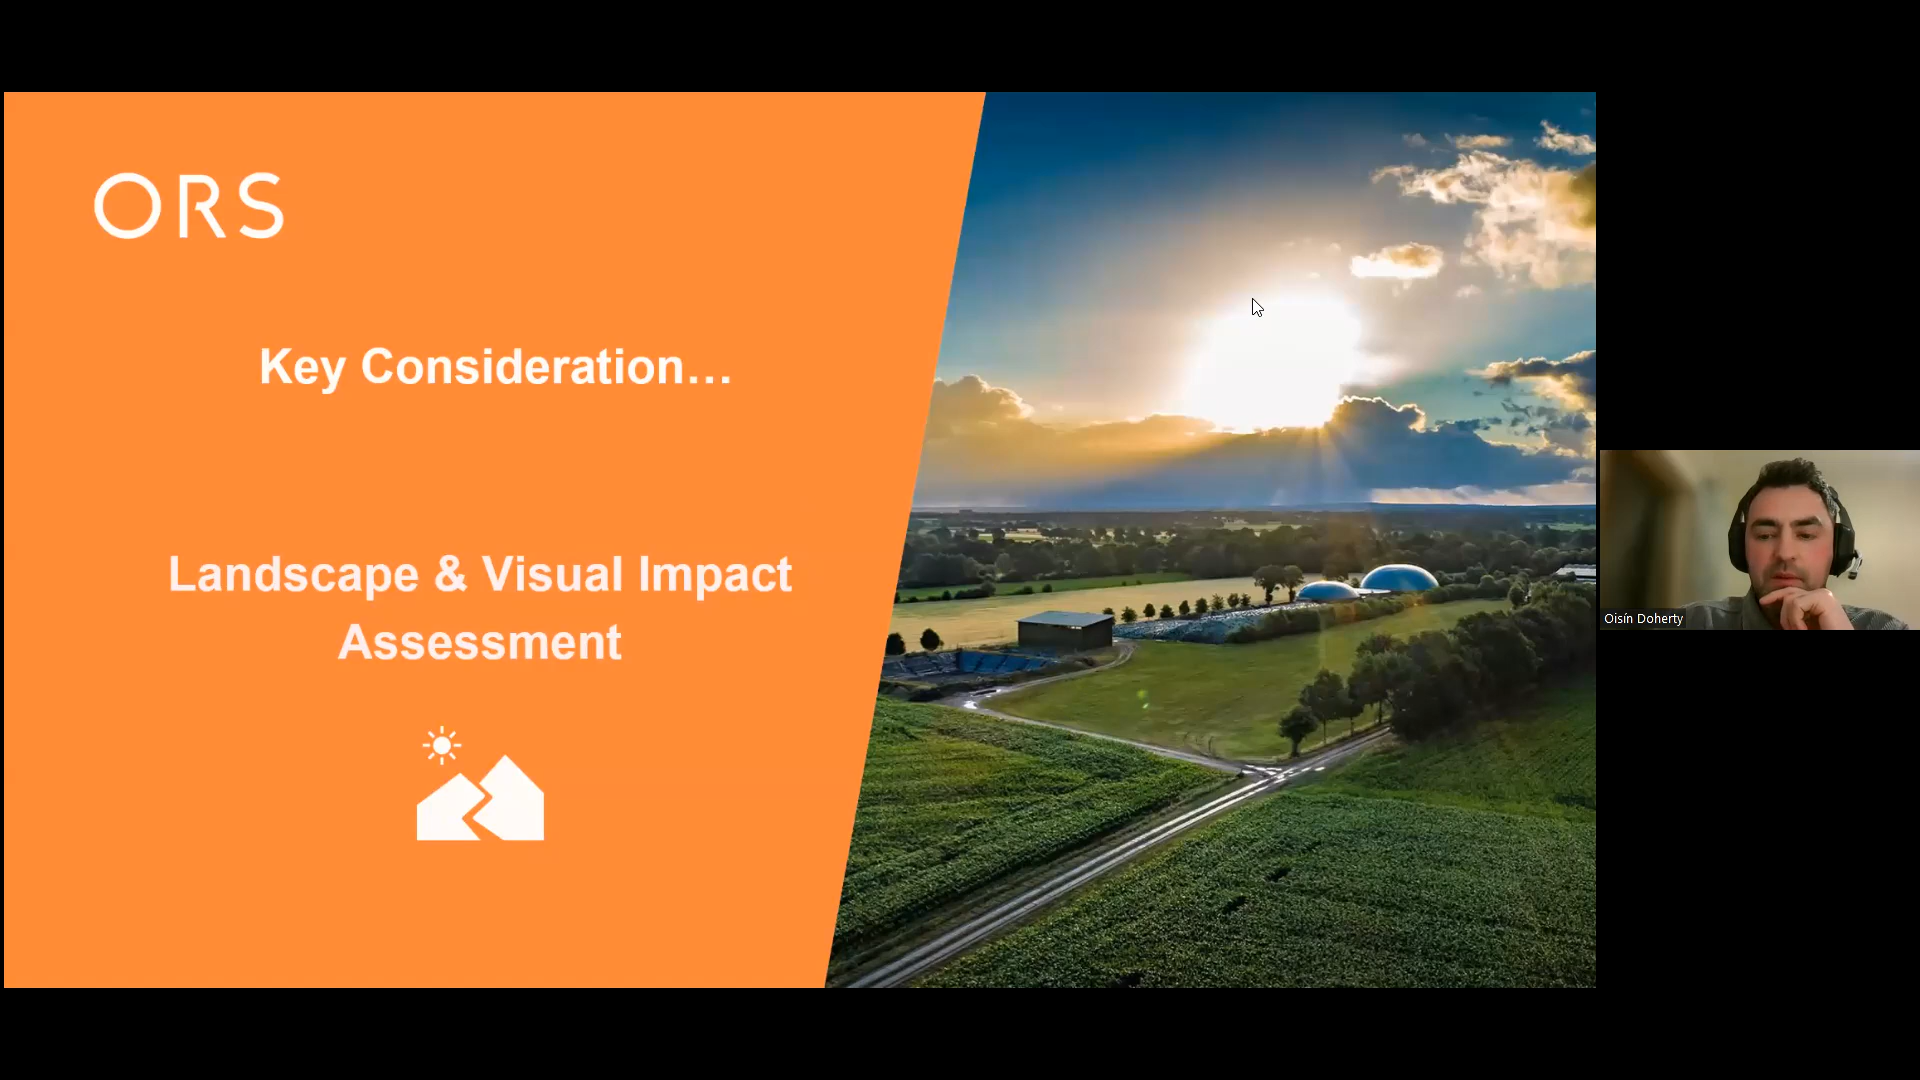 ORS
Key Consideration…
Landscape & Visual Impact
Assessment
Oisín Doherty